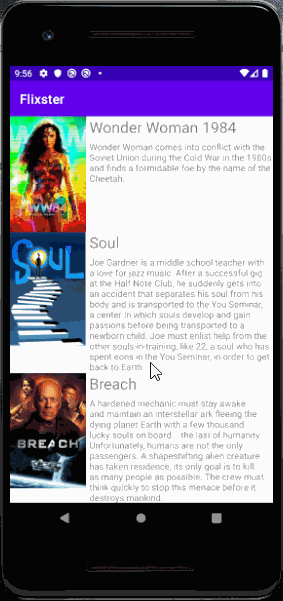 9:56
Flixster
WW84
Wonder Woman 1984
Wonder Woman comes into conflict with the
Soviet Union during the Cold War in the 1980s
and finds a formidable foe by the name of the
Cheetah.
SOUL
Soul
Joe Gardner is a middle school teacher with
a love for jazz music. After a successful gig
at the Half Note Club, he suddenly gets into
an accident that separates his soul from his
body and is transported to the You Seminar,
a center in which souls develop and gain
passions before being transported to a
newborn child. Joe must enlist help from the
other souls-in-training, like 22, a soul who has
spent eons in the You Seminar, in order to get
back to Earth.
BREACH
Breach
A hardened mechanic must stay awake
and maintain an interstellar ark fleeing the
dying planet Earth with a few thousand
lucky souls on board... the last of humanity.
Unfortunately, humans are not the only
passengers. A shapeshifting alien creature
has taken residence, its only goal is to kill
as many people as possible. The crew must
think quickly to stop this menace before it
destroys mankind.